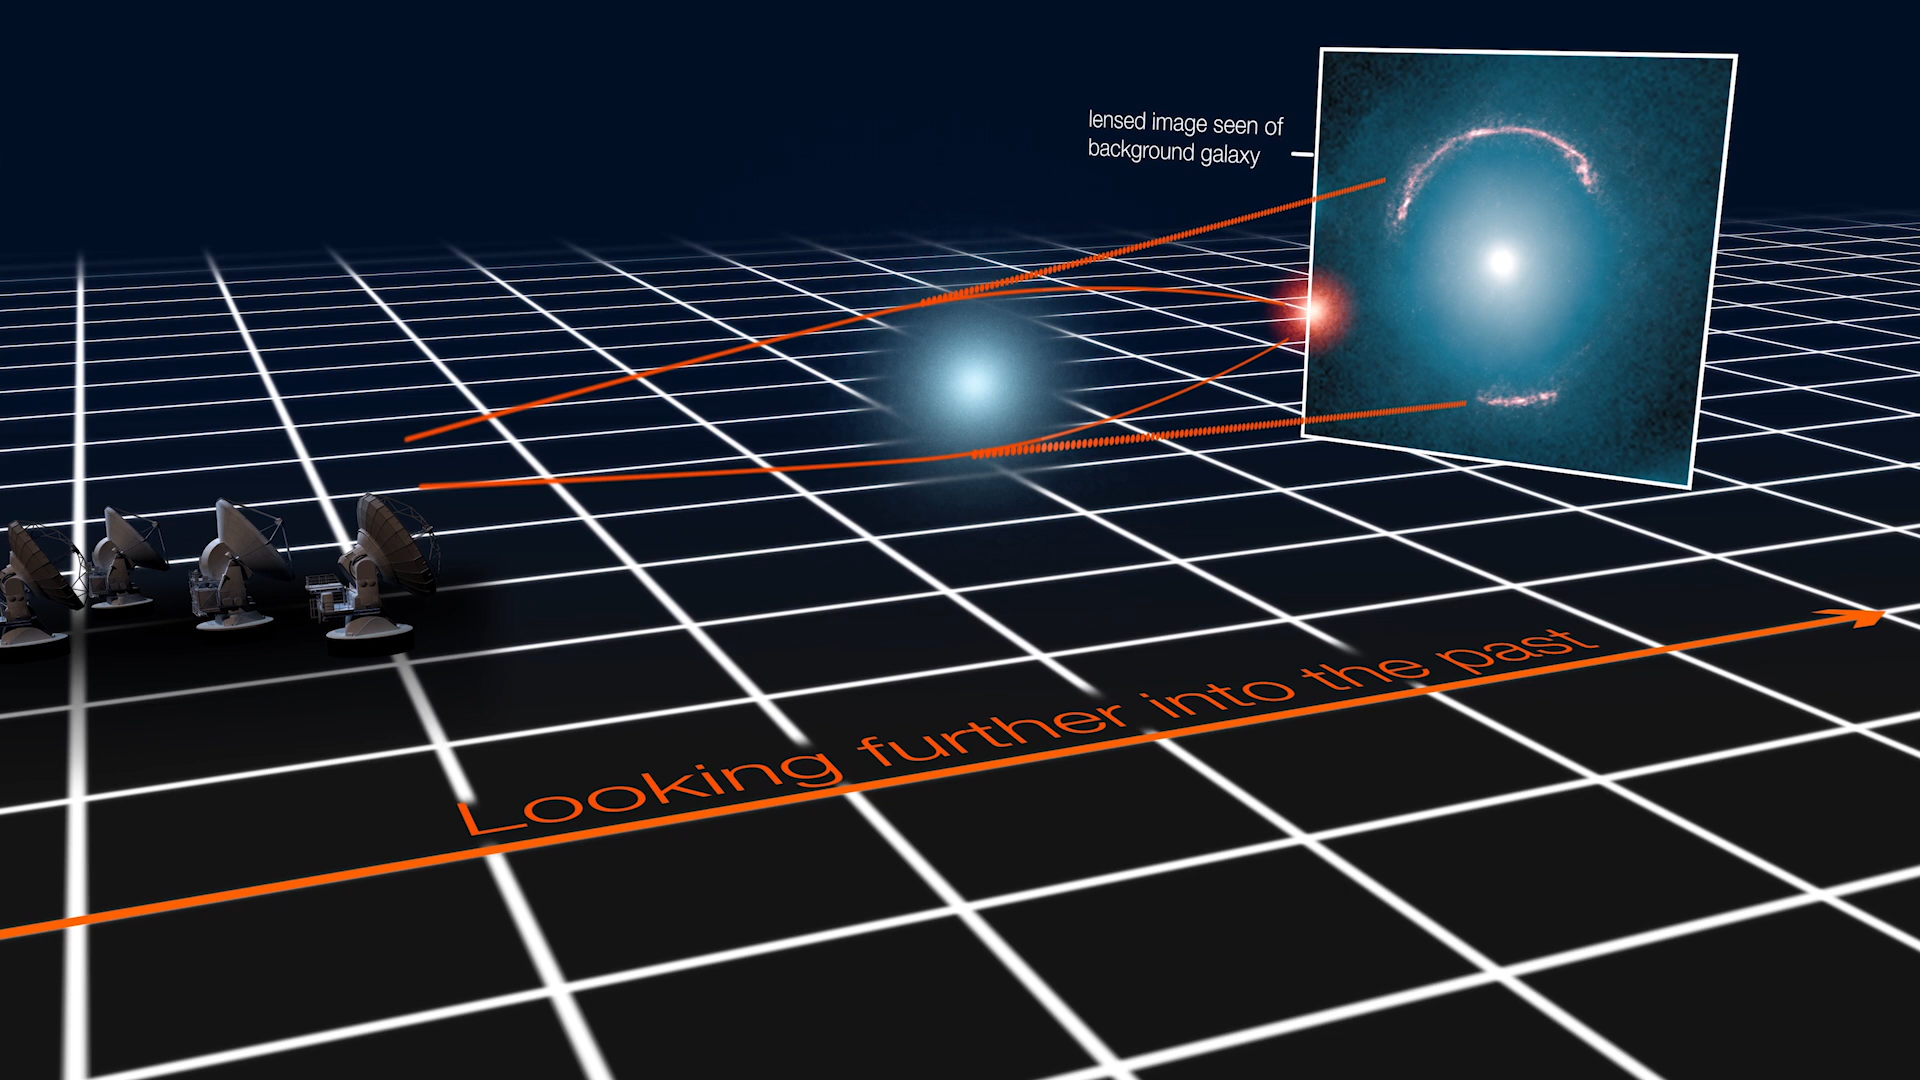 lensed image seen of
background galaxy
Looking further into the past